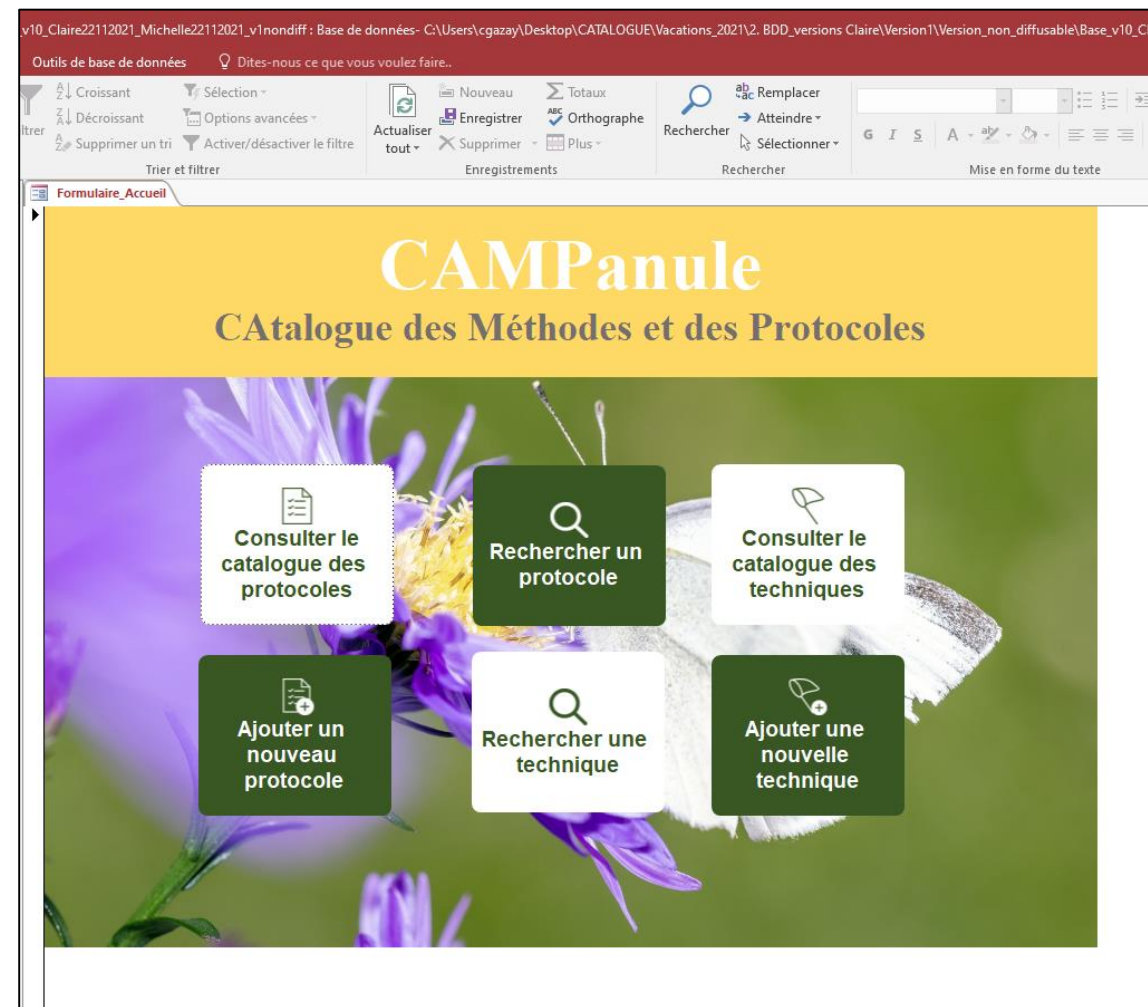 _v10_Claire22112021_Michelle22112021_v1nondiff : Base de données- C:\Users\cgazay\Desktop\CATALOGUE\Vacations_2021\2. BDD_versions Claire\Version1\Version_non_diffusable\Base_v10_Cl
Outils de base de données Dites-nous ce que vous voulez faire..
Croissant Sélection Nouveau Totaux Remplacer
Décroissant Options avancées Enregistrer Orthographe Atteindre
ltrer Supprimer un tri Activer/désactiver le filtre Actualiser tout Supprimer Plus Rechercher Sélectionner G I S A
Trier et filtrer Enregistrements Rechercher Mise en forme du texte
Formulaire_Accueil
CAMPanule
CAtalogue des Méthodes et des Protocoles
Consulter le
catalogue des
protocoles
Rechercher un
protocole
Consulter le
catalogue des
techniques
Ajouter un
nouveau
protocole
Rechercher une
technique
Ajouter une
nouvelle
technique